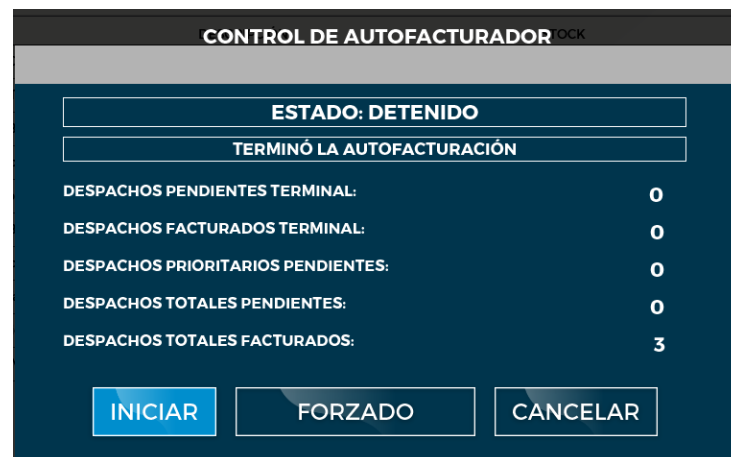 CONTROL DE AUTOFACTURADOR
ESTADO: DETENIDO
TERMINÓ LA AUTOFACTURACIÓN
DESPACHOS PENDIENTES TERMINAL: 0
DESPACHOS FACTURADOS TERMINAL: 0
DESPACHOS PRIORITARIOS PENDIENTES: 0
DESPACHOS TOTALES PENDIENTES: 0
DESPACHOS TOTALES FACTURADOS: 3
INICIAR FORZADO CANCELAR